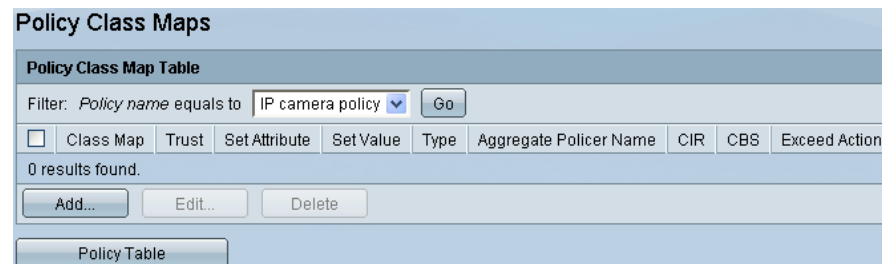 Policy Class Maps
Policy Class Map Table
Filter: Policy name equals to IP camera policy Go
Class Map Trust Set Attribute Set Value Type Aggregate Policer Name CIR CBS Exceed Action
0 results found.
Add... Edit... Delete
Policy Table